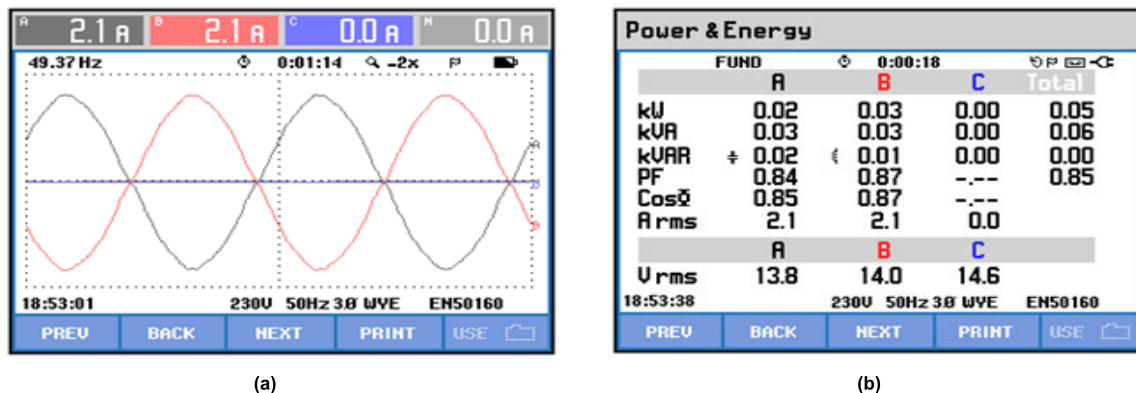 A 2.1 A B 2.1 A C 0.0 A N 0.0 A
49.37 Hz 0:01:14 -2x
A
B
18:53:01 230V 50Hz 3Ø WYE EN50160
PREV BACK NEXT PRINT USE
(a)
Power & Energy
FUND 0:00:18
A B C Total
kW 0.02 0.03 0.00 0.05
kVA 0.03 0.03 0.00 0.06
kVAR 0.02 0.01 0.00 0.00
PF 0.84 0.87 -.-- 0.85
CosΦ 0.85 0.87 -.--
A rms 2.1 2.1 0.0
A B C
V rms 13.8 14.0 14.6
18:53:38 230V 50Hz 3Ø WYE EN50160
PREV BACK NEXT PRINT USE
(b)